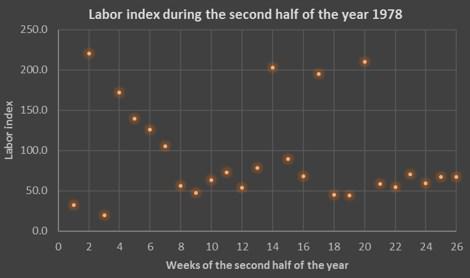 Labor index during the second half of the year 1978
250.0
200.0
150.0
100.0
50.0
0.0
Labor index
0 2 4 6 8 10 12 14 16 18 20 22 24 26
Weeks of the second half of the year